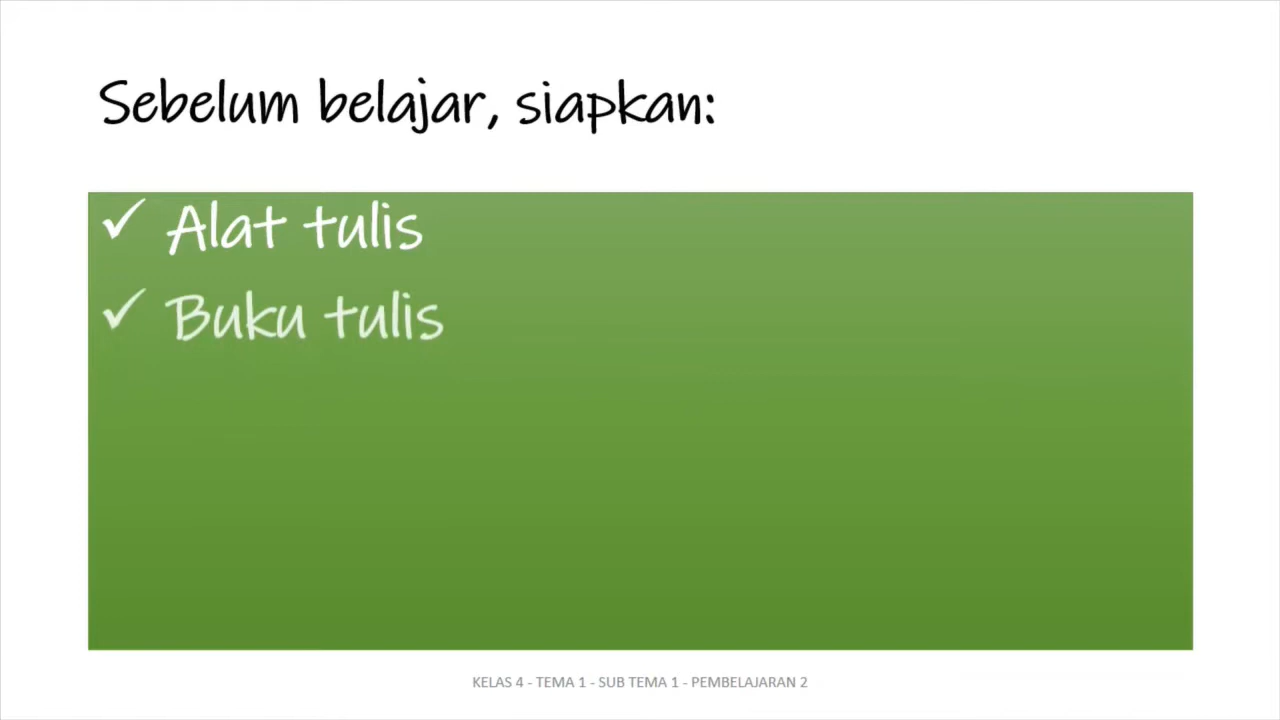 Sebelum belajar, siapkan:
✓ Alat tulis
✓ Buku tulis
KELAS 4 - TEMA 1 - SUB TEMA 1 - PEMBELAJARAN 2